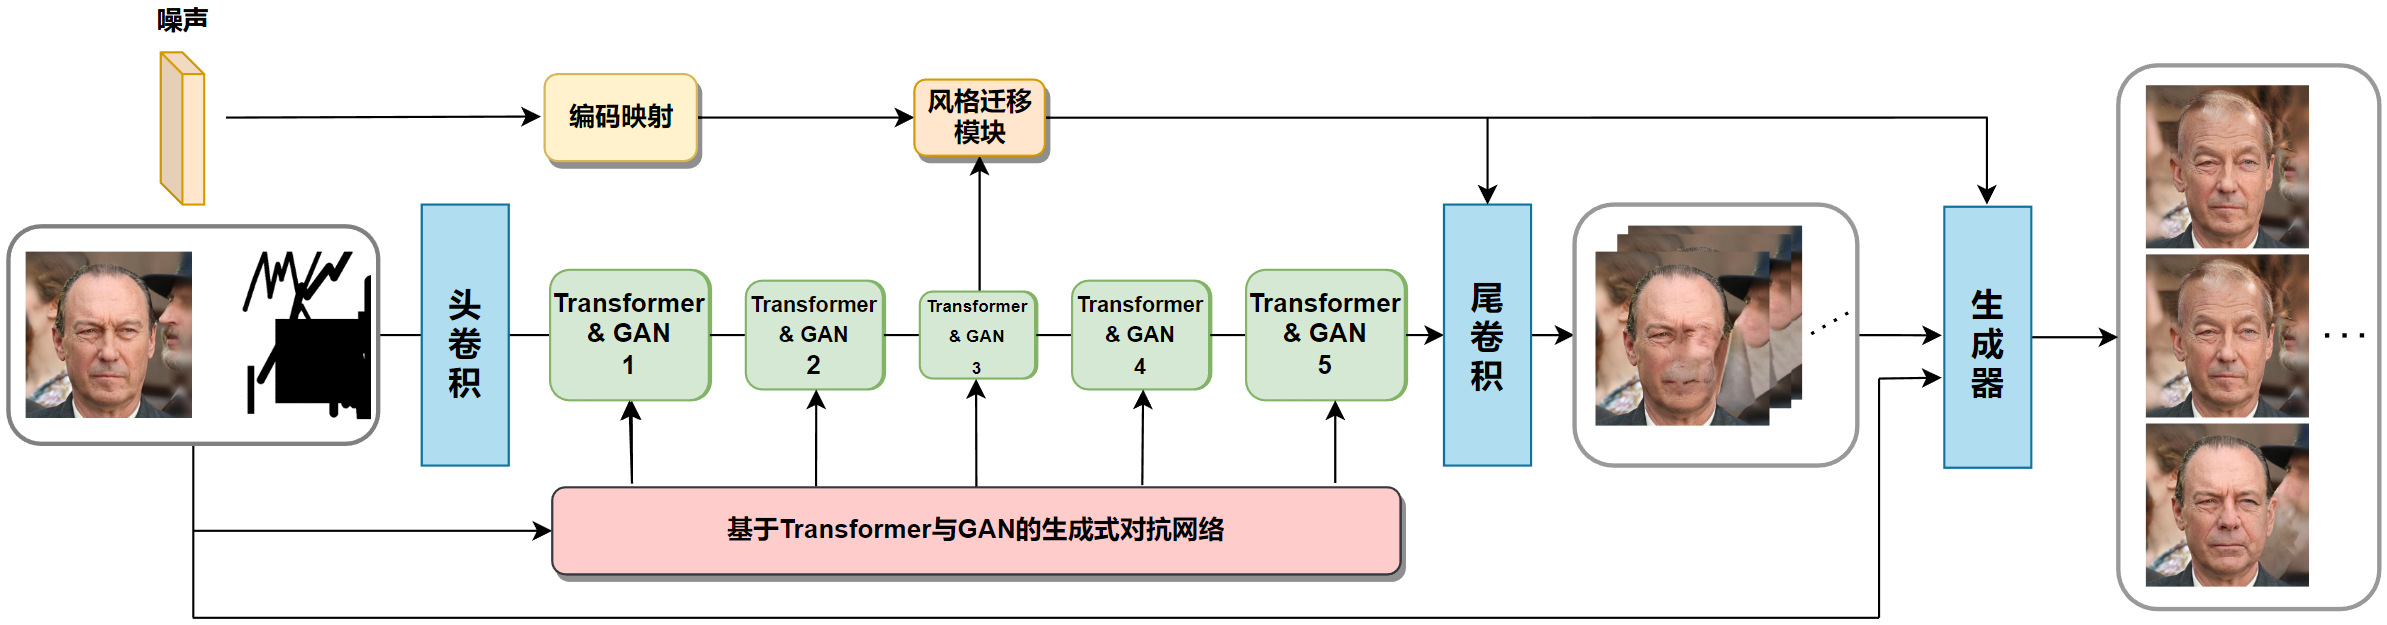 噪声
编码映射
风格迁移
模块
头
卷
积
Transformer
& GAN
1
Transformer
& GAN
2
Transformer
& GAN
3
Transformer
& GAN
4
Transformer
& GAN
5
尾
卷
积
生
成
器
基于Transformer与GAN的生成式对抗网络